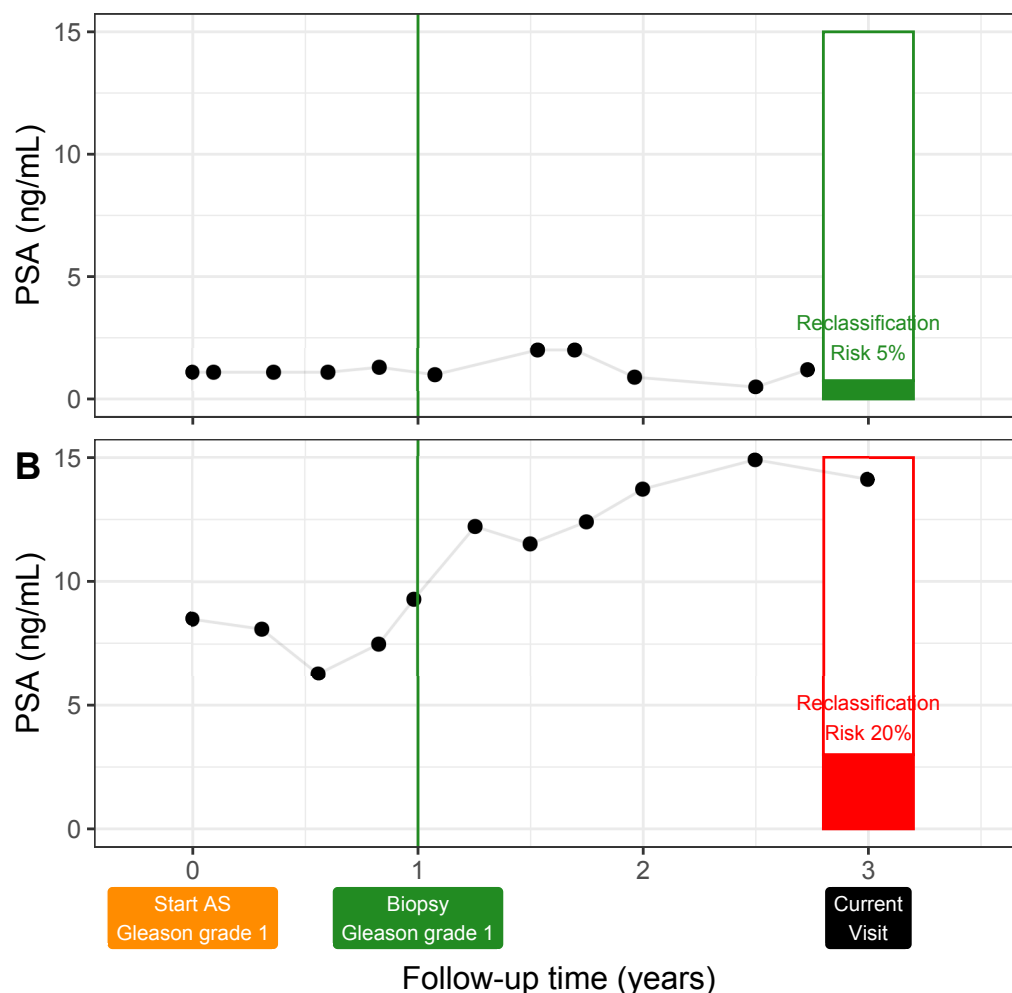 15
10
5
0
PSA (ng/mL)
Reclassification
Risk 5%
B
15
10
5
0
PSA (ng/mL)
Reclassification
Risk 20%
0
1
2
3
Start AS
Gleason grade 1
Biopsy
Gleason grade 1
Current
Visit
Follow-up time (years)